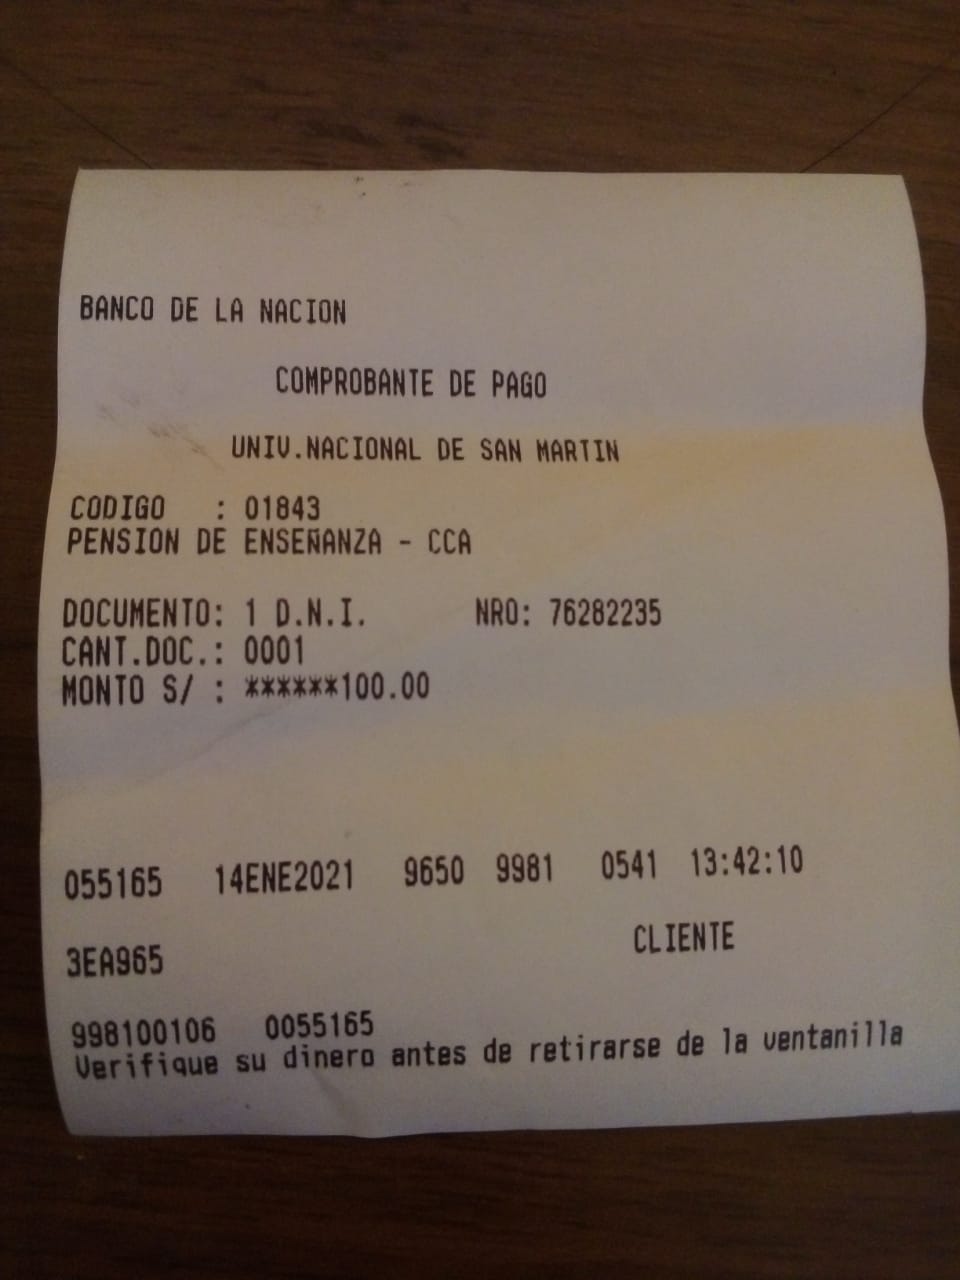 BANCO DE LA NACION
COMPROBANTE DE PAGO
UNIV.NACIONAL DE SAN MARTIN
CODIGO : 01843
PENSION DE ENSEÑANZA - CCA
DOCUMENTO: 1 D.N.I. NRO: 76282235
CANT.DOC.: 0001
MONTO S/ : ******100.00
055165 14ENE2021 9650 9981 0541 13:42:10
CLIENTE
3EA965
998100106 0055165
Verifique su dinero antes de retirarse de la ventanilla